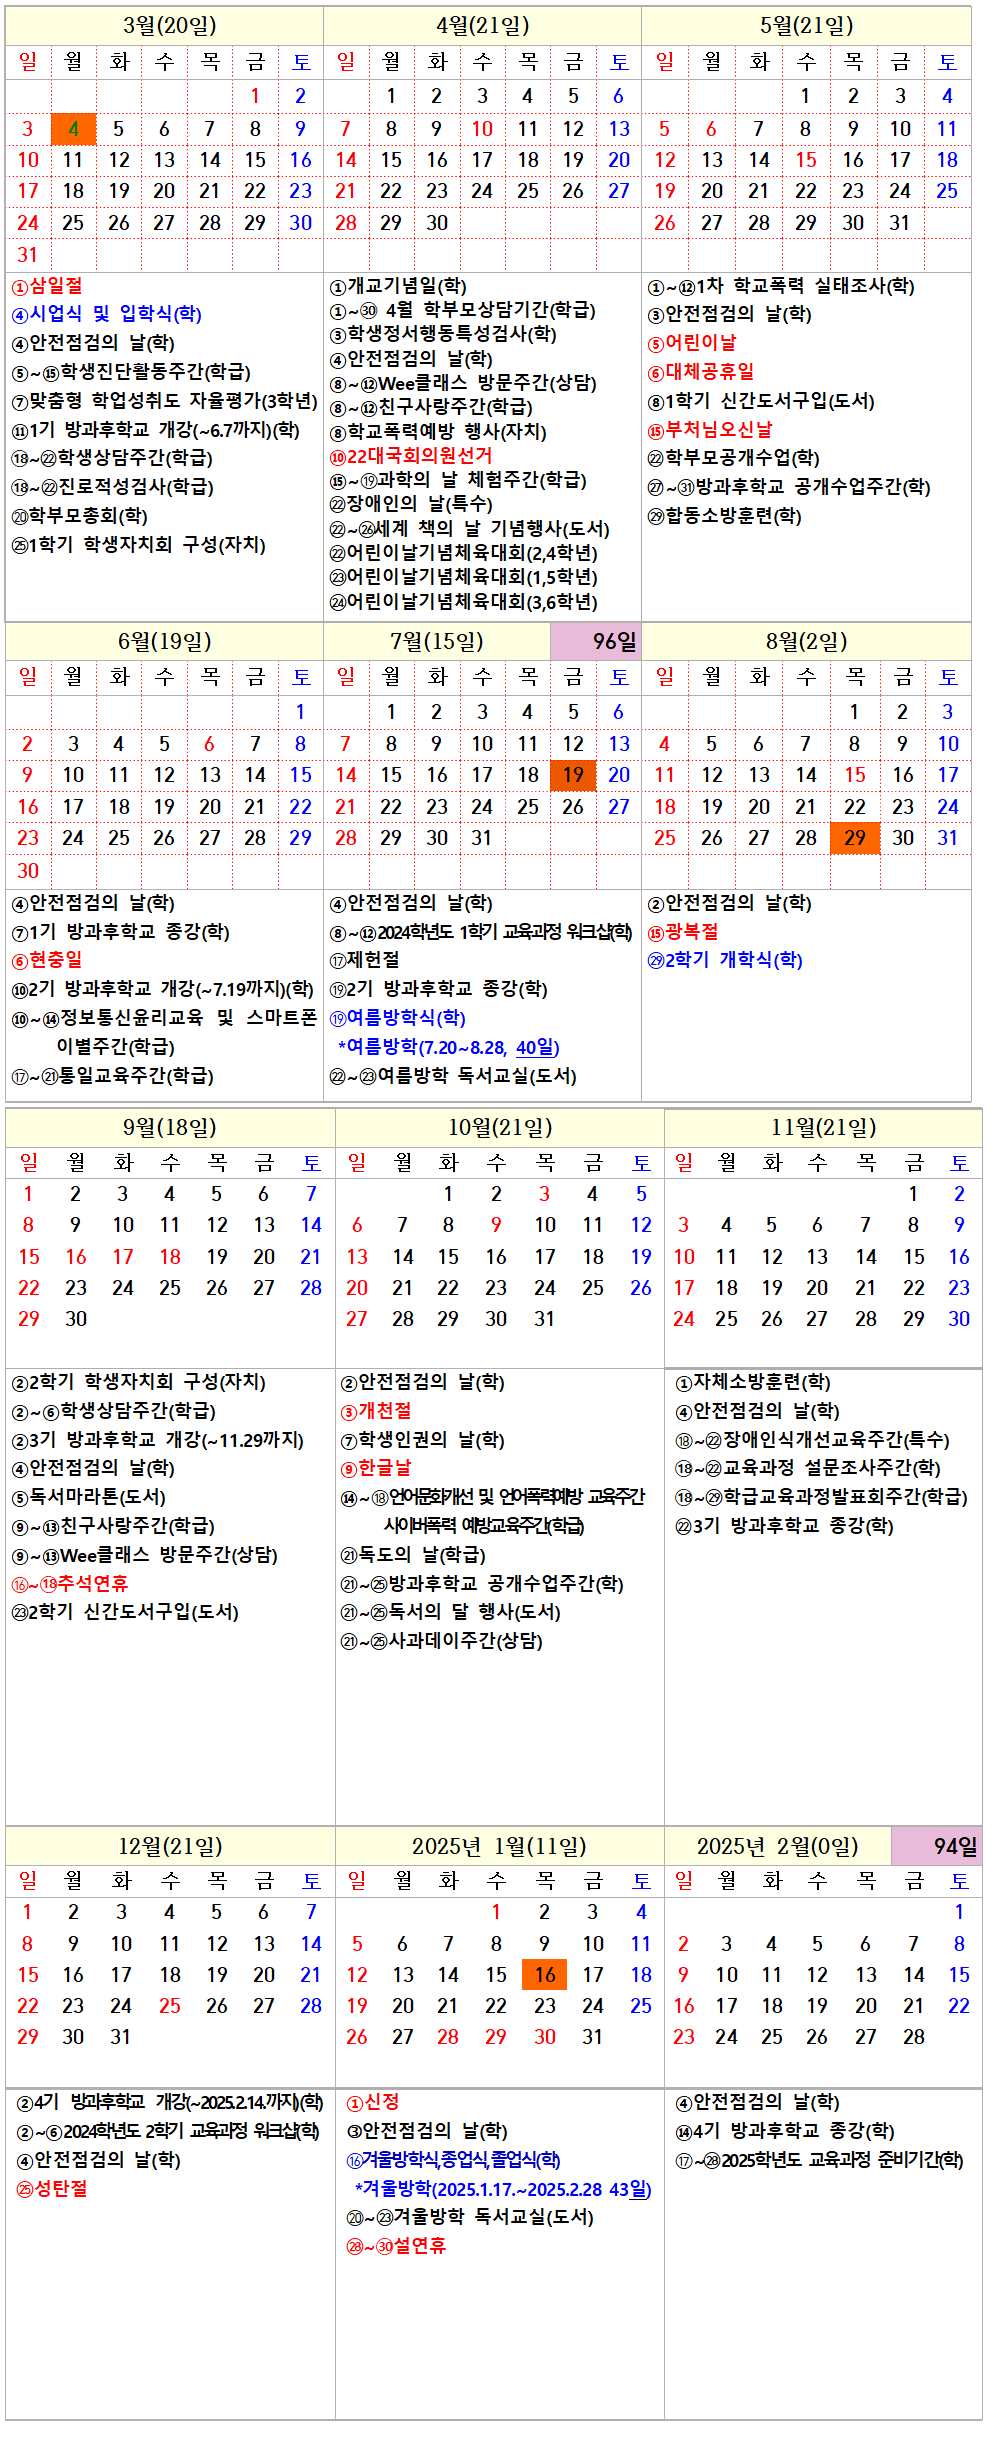 3월(20일)
일 월 화 수 목 금 토
1 2
3 4 5 6 7 8 9
10 11 12 13 14 15 16
17 18 19 20 21 22 23
24 25 26 27 28 29 30
31
①삼일절
④시업식 및 입학식(학)
④안전점검의 날(학)
⑤~⑮학생진단활동주간(학급)
⑦맞춤형 학업성취도 자율평가(3학년)
⑪1기 방과후학교 개강(~6.7까지)(학)
⑱~㉒학생상담주간(학급)
⑱~㉒진로적성검사(학급)
⑳학부모총회(학)
㉕1학기 학생자치회 구성(자치)
4월(21일)
일 월 화 수 목 금 토
1 2 3 4 5 6
7 8 9 10 11 12 13
14 15 16 17 18 19 20
21 22 23 24 25 26 27
28 29 30
①개교기념일(학)
①~㉚ 4월 학부모상담기간(학급)
③학생정서행동특성검사(학)
④안전점검의 날(학)
⑧~⑫Wee클래스 방문주간(상담)
⑧~⑫친구사랑주간(학급)
⑧학교폭력예방 행사(자치)
⑩22대국회의원선거
⑮~⑲과학의 날 체험주간(학급)
㉒장애인의 날(특수)
㉒~㉖세계 책의 날 기념행사(도서)
㉒어린이날기념체육대회(2,4학년)
㉓어린이날기념체육대회(1,5학년)
㉔어린이날기념체육대회(3,6학년)
5월(21일)
일 월 화 수 목 금 토
1 2 3 4
5 6 7 8 9 10 11
12 13 14 15 16 17 18
19 20 21 22 23 24 25
26 27 28 29 30 31
①~⑫1차 학교폭력 실태조사(학)
③안전점검의 날(학)
⑤어린이날
⑥대체공휴일
⑧1학기 신간도서구입(도서)
⑮부처님오신날
㉒학부모공개수업(학)
㉗~㉛방과후학교 공개수업주간(학)
㉙합동소방훈련(학)
6월(19일)
일 월 화 수 목 금 토
1
2 3 4 5 6 7 8
9 10 11 12 13 14 15
16 17 18 19 20 21 22
23 24 25 26 27 28 29
30
④안전점검의 날(학)
⑦1기 방과후학교 종강(학)
⑥현충일
⑩2기 방과후학교 개강(~7.19까지)(학)
⑩~⑭정보통신윤리교육 및 스마트폰
이별주간(학급)
⑰~㉑통일교육주간(학급)
7월(15일) 96일
일 월 화 수 목 금 토
1 2 3 4 5 6
7 8 9 10 11 12 13
14 15 16 17 18 19 20
21 22 23 24 25 26 27
28 29 30 31
④안전점검의 날(학)
⑧~⑫2024학년도 1학기 교육과정 워크샵(학)
⑰제헌절
⑲2기 방과후학교 종강(학)
⑲여름방학식(학)
*여름방학(7.20~8.28, 40일)
㉒~㉓여름방학 독서교실(도서)
8월(2일)
일 월 화 수 목 금 토
1 2 3
4 5 6 7 8 9 10
11 12 13 14 15 16 17
18 19 20 21 22 23 24
25 26 27 28 29 30 31
②안전점검의 날(학)
⑮광복절
㉙2학기 개학식(학)
9월(18일)
일 월 화 수 목 금 토
1 2 3 4 5 6 7
8 9 10 11 12 13 14
15 16 17 18 19 20 21
22 23 24 25 26 27 28
29 30
②2학기 학생자치회 구성(자치)
②~⑥학생상담주간(학급)
②3기 방과후학교 개강(~11.29까지)
④안전점검의 날(학)
⑤독서마라톤(도서)
⑨~⑬친구사랑주간(학급)
⑨~⑬Wee클래스 방문주간(상담)
⑯~⑱추석연휴
㉓2학기 신간도서구입(도서)
10월(21일)
일 월 화 수 목 금 토
1 2 3 4 5
6 7 8 9 10 11 12
13 14 15 16 17 18 19
20 21 22 23 24 25 26
27 28 29 30 31
②안전점검의 날(학)
③개천절
⑦학생인권의 날(학)
⑨한글날
⑭~⑱언어문화개선 및 언어폭력예방 교육주간
사이버폭력 예방교육주간(학급)
㉑독도의 날(학급)
㉑~㉕방과후학교 공개수업주간(학)
㉑~㉕독서의 달 행사(도서)
㉑~㉕사과데이주간(상담)
11월(21일)
일 월 화 수 목 금 토
1 2
3 4 5 6 7 8 9
10 11 12 13 14 15 16
17 18 19 20 21 22 23
24 25 26 27 28 29 30
①자체소방훈련(학)
④안전점검의 날(학)
⑱~㉒장애인식개선교육주간(특수)
⑱~㉒교육과정 설문조사주간(학)
⑱~㉙학급교육과정발표회주간(학급)
㉒3기 방과후학교 종강(학)
12월(21일)
일 월 화 수 목 금 토
1 2 3 4 5 6 7
8 9 10 11 12 13 14
15 16 17 18 19 20 21
22 23 24 25 26 27 28
29 30 31
②4기 방과후학교 개강(~2025.2.14.까지)(학)
②~⑥2024학년도 2학기 교육과정 워크샵(학)
④안전점검의 날(학)
㉕성탄절
2025년 1월(11일)
일 월 화 수 목 금 토
1 2 3 4
5 6 7 8 9 10 11
12 13 14 15 16 17 18
19 20 21 22 23 24 25
26 27 28 29 30 31
①신정
③안전점검의 날(학)
⑯겨울방학식,종업식,졸업식(학)
*겨울방학(2025.1.17.~2025.2.28 43일)
⑳~㉓겨울방학 독서교실(도서)
㉘~㉚설연휴
2025년 2월(0일) 94일
일 월 화 수 목 금 토
1
2 3 4 5 6 7 8
9 10 11 12 13 14 15
16 17 18 19 20 21 22
23 24 25 26 27 28
④안전점검의 날(학)
⑭4기 방과후학교 종강(학)
⑰~㉘2025학년도 교육과정 준비기간(학)